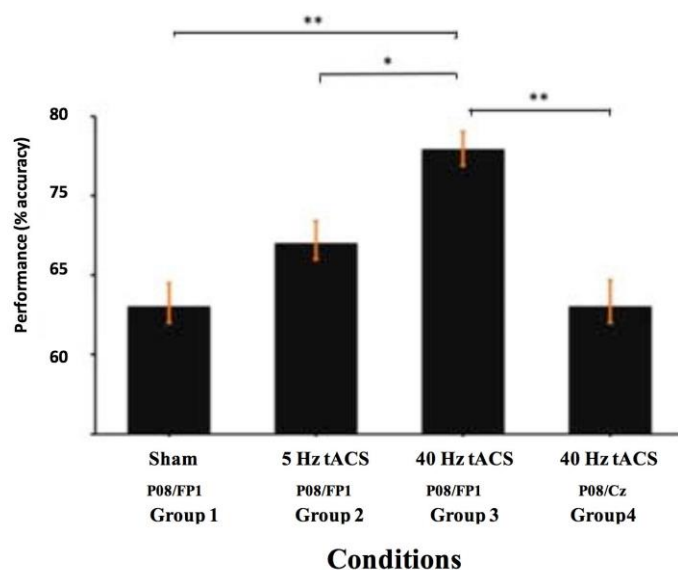 **
*
**
80
75
65
60
Performance (% accuracy)
Sham 5 Hz tACS 40 Hz tACS 40 Hz tACS
P08/FP1 P08/FP1 P08/FP1 P08/Cz
Group 1 Group 2 Group 3 Group4
Conditions